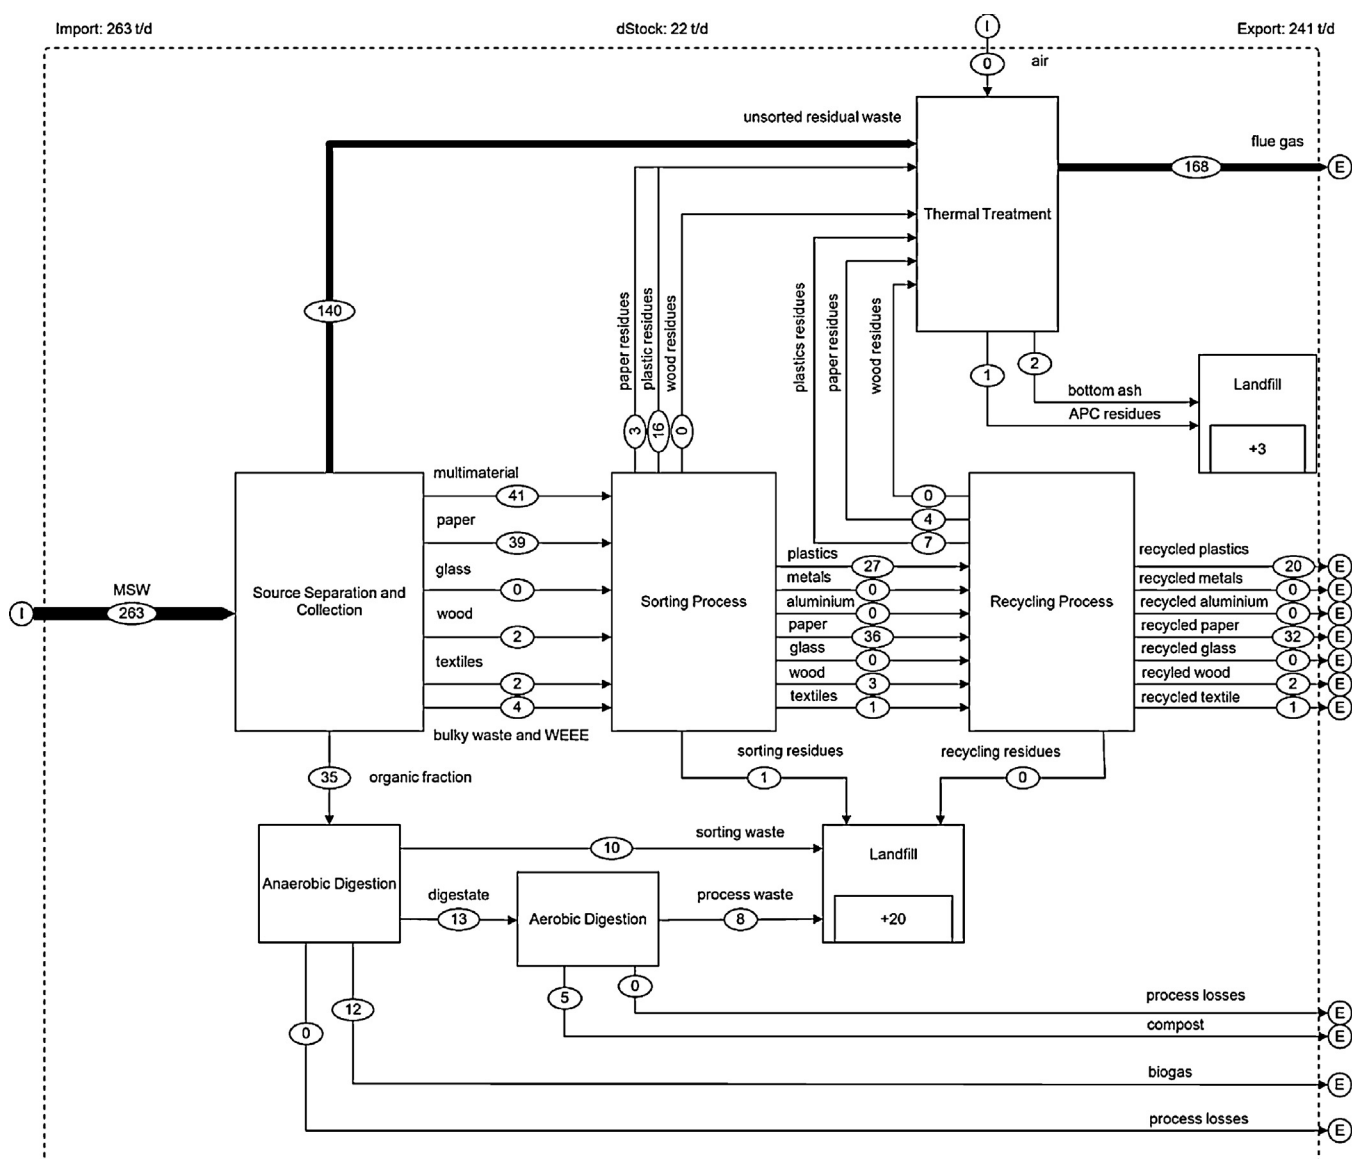 Import: 263 t/d
dStock: 22 t/d
Export: 241 t/d
I
0
air
unsorted residual waste
flue gas
168
E
Thermal Treatment
140
paper residues
plastic residues
wood residues
plastics residues
paper residues
wood residues
1
2
bottom ash
APC residues
Landfill
+3
3
16
0
multimaterial
41
paper
39
glass
0
wood
2
textiles
2
4
bulky waste and WEEE
I
MSW
263
Source Separation and
Collection
Sorting Process
0
4
7
plastics
27
metals
0
aluminium
0
paper
36
glass
0
wood
3
textiles
1
Recycling Process
recycled plastics
20
E
recycled metals
0
E
recycled aluminium
0
E
recycled paper
32
E
recycled glass
0
E
recyled wood
2
E
recycled textile
1
E
35
organic fraction
sorting residues
1
recycling residues
0
Anaerobic Digestion
sorting waste
10
digestate
13
Aerobic Digestion
process waste
8
Landfill
+20
5
0
12
0
process losses
E
compost
E
biogas
E
process losses
E